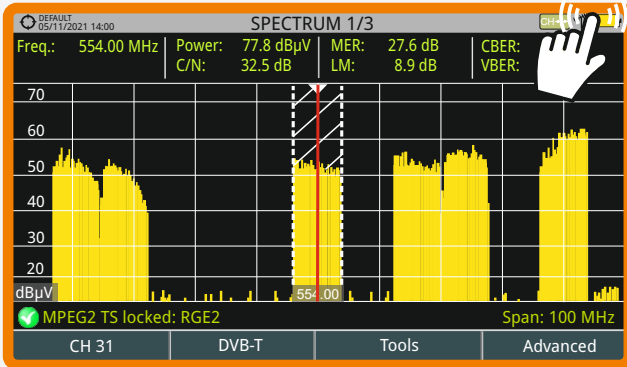 DEFAULT
05/11/2021 14:00
SPECTRUM 1/3
CH
Freq.: 554.00 MHz
Power: 77.8 dBµV
MER: 27.6 dB
CBER:
C/N: 32.5 dB
LM: 8.9 dB
VBER:
70
60
50
40
30
20
dBµV
554.00
MPEG2 TS locked: RGE2
Span: 100 MHz
CH 31
DVB-T
Tools
Advanced